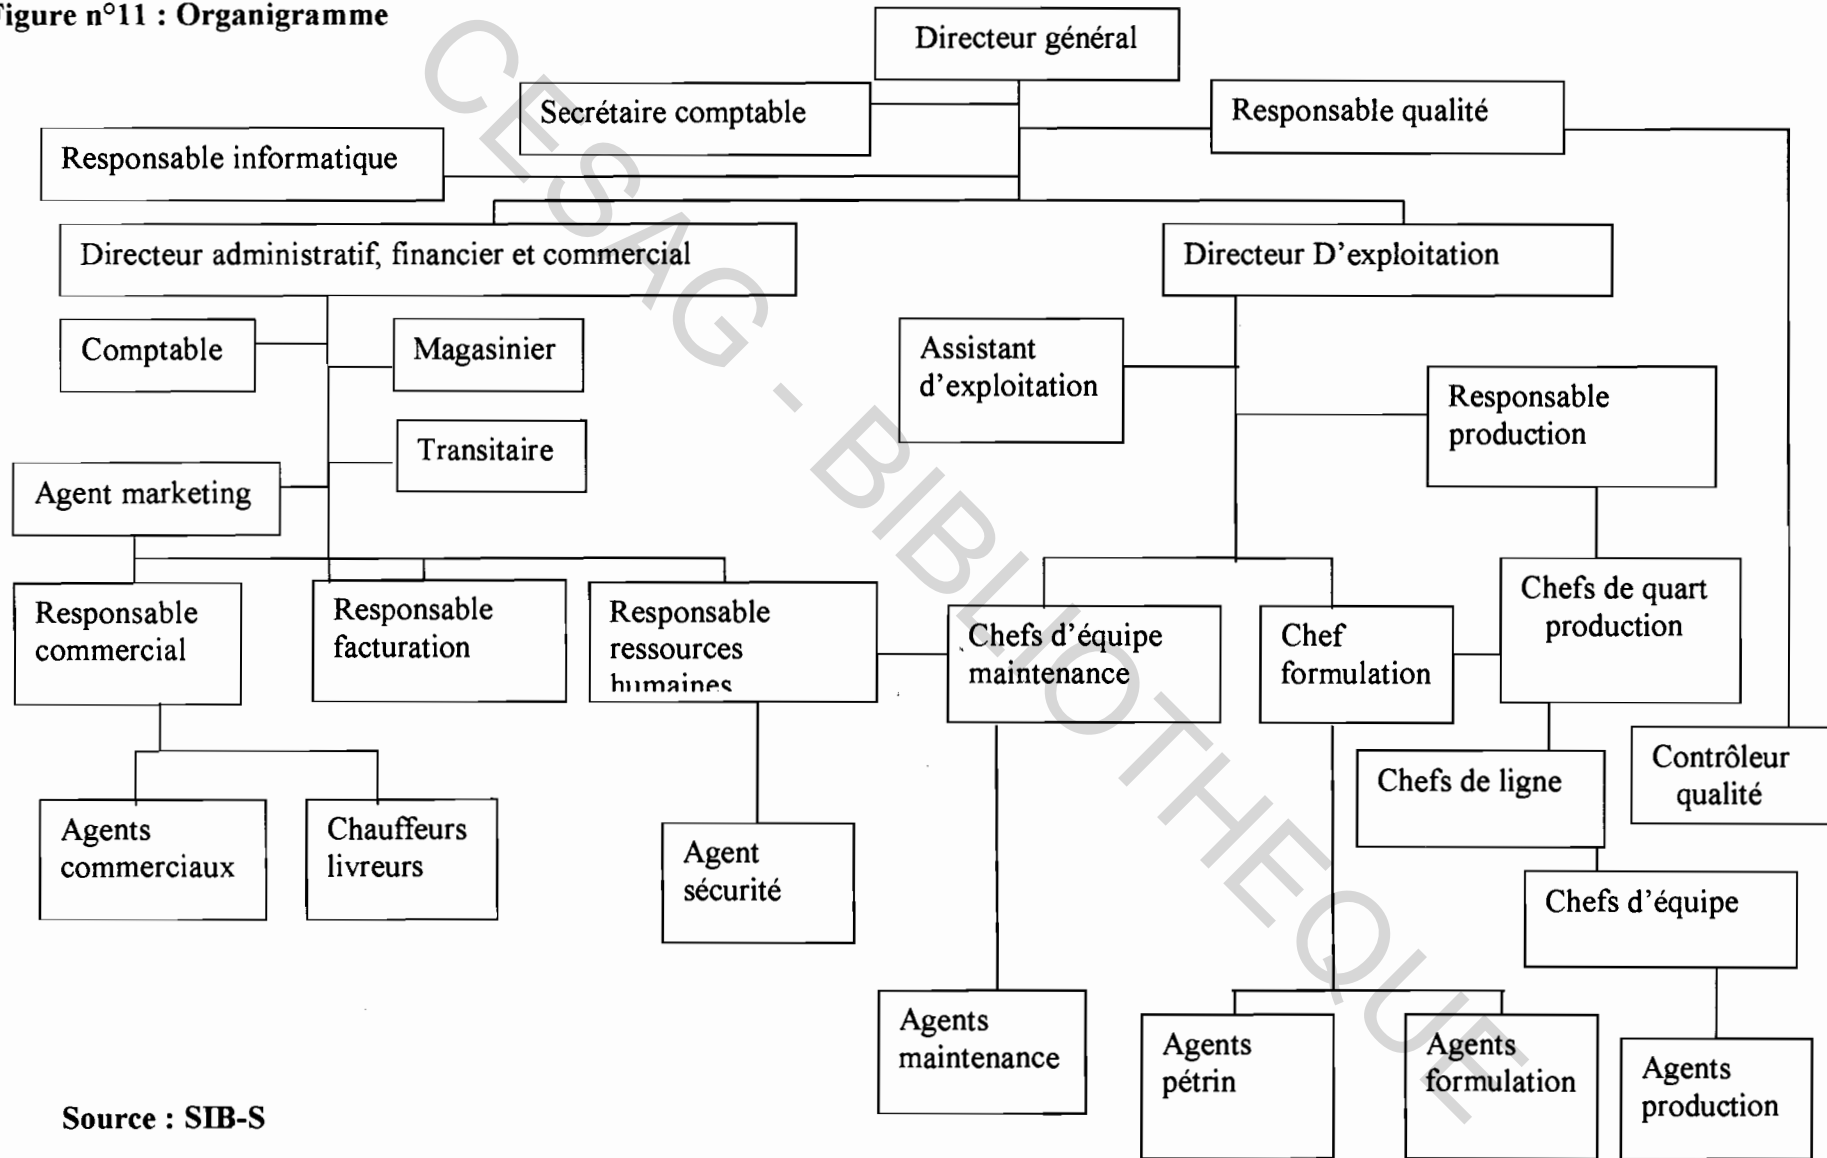 Figure n°11 : Organigramme
Directeur général
Secrétaire comptable
Responsable qualité
Responsable informatique
Directeur administratif, financier et commercial
Directeur D'exploitation
Comptable
Magasinier
Assistant
d'exploitation
Responsable
production
Transitaire
Agent marketing
Responsable
commercial
Responsable
facturation
Responsable
ressources
humaines
Chefs d'équipe
maintenance
Chef
formulation
Chefs de quart
production
Chefs de ligne
Contrôleur
qualité
Agents
commerciaux
Chauffeurs
livreurs
Agent
sécurité
Chefs d'équipe
Agents
maintenance
Agents
pétrin
Agents
formulation
Agents
production
Source : SIB-S
CESAG - BIBLIOTHEQUE